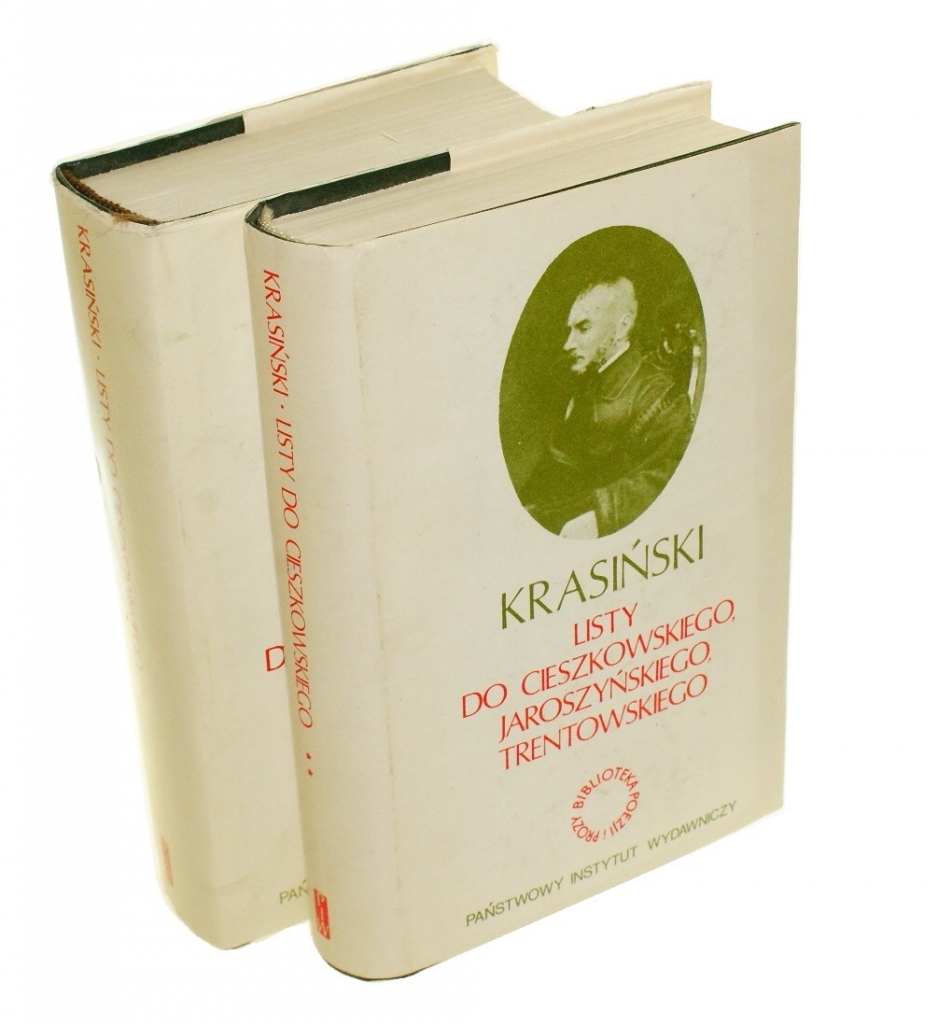 KRASIŃSKI · LISTY DO
D
PAŃ
KRASIŃSKI · LISTY DO CIESZKOWSKIEGO **
PIW
KRASIŃSKI
LISTY
DO CIESZKOWSKIEGO,
JAROSZYŃSKIEGO,
TRENTOWSKIEGO
BIBLIOTEKA POEZJI i PROZY
PAŃSTWOWY INSTYTUT WYDAWNICZY